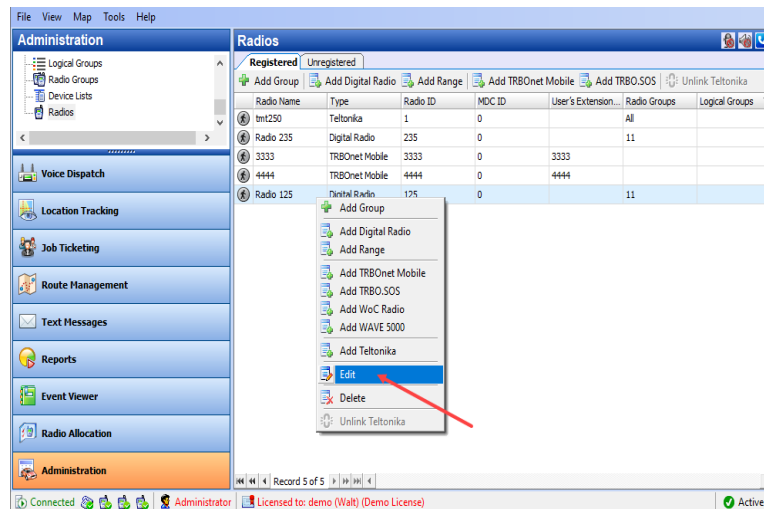 File View Map Tools Help
Administration
Logical Groups
Radio Groups
Device Lists
Radios
Voice Dispatch
Location Tracking
Job Ticketing
Route Management
Text Messages
Reports
Event Viewer
Radio Allocation
Administration
Radios
Registered Unregistered
Add Group Add Digital Radio Add Range Add TRBOnet Mobile Add TRBO.SOS Unlink Teltonika
Radio Name Type Radio ID MDC ID User's Extension... Radio Groups Logical Groups
tmt250 Teltonika 1 0 All
Radio 235 Digital Radio 235 0 11
3333 TRBOnet Mobile 3333 0 3333
4444 TRBOnet Mobile 4444 0 4444
Radio 125 Digital Radio 125 0 11
Add Group
Add Digital Radio
Add Range
Add TRBOnet Mobile
Add TRBO.SOS
Add WoC Radio
Add WAVE 5000
Add Teltonika
Edit
Delete
Unlink Teltonika
Record 5 of 5
Connected Administrator Licensed to: demo (Walt) (Demo License) Active